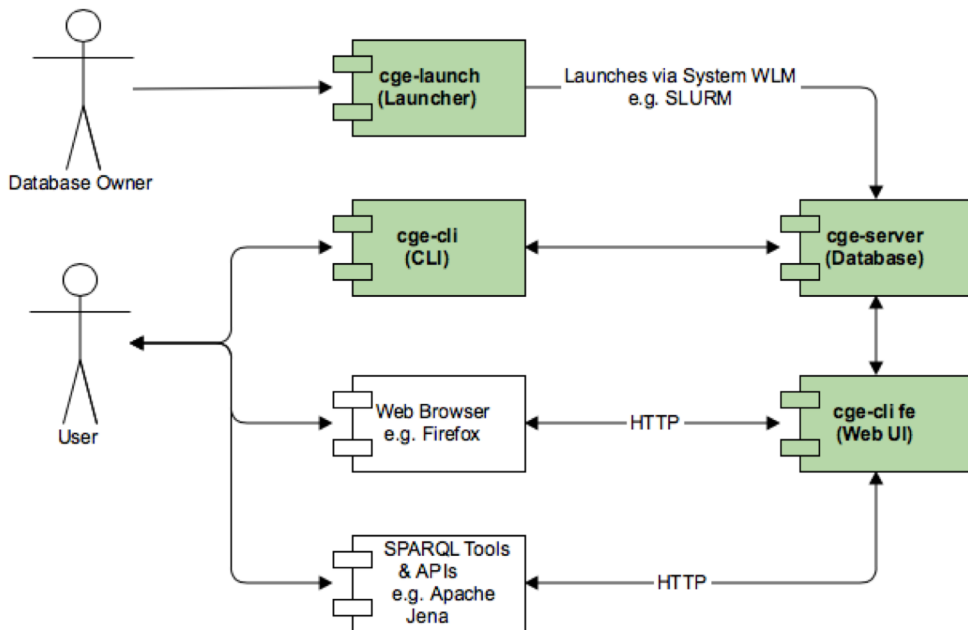 cge-launch
(Launcher)
Launches via System WLM
e.g. SLURM
Database Owner
cge-cli
(CLI)
cge-server
(Database)
User
Web Browser
e.g. Firefox
HTTP
cge-cli fe
(Web UI)
SPARQL Tools
& APIs
e.g. Apache
Jena
HTTP